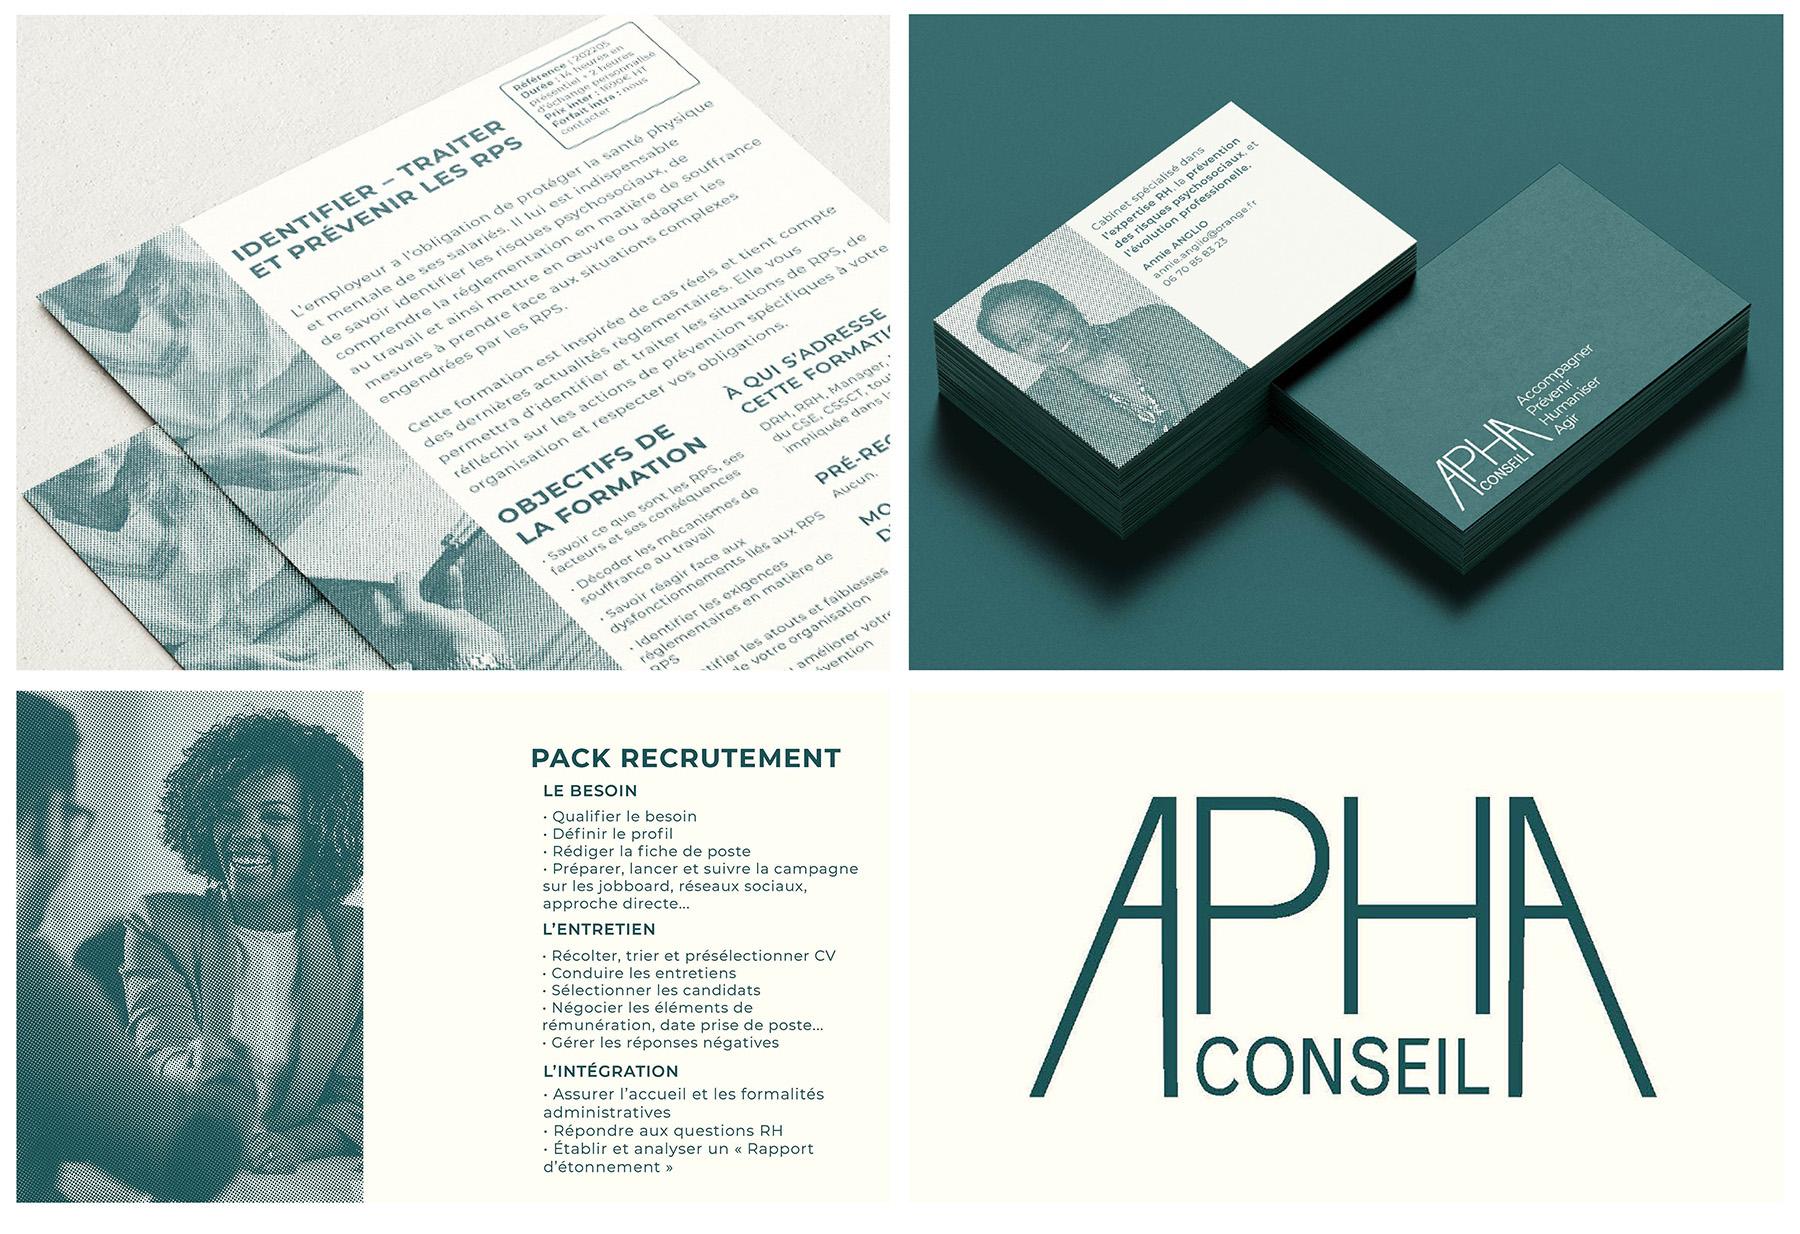 Référence : 202205
Durée : 14 heures en
présentiel + 2 heures
d'échange personnalisé
Prix inter : 1690€ HT
Forfait intra : nous
contacter
IDENTIFIER – TRAITER
ET PRÉVENIR LES RPS
L'employeur a l'obligation de protéger la santé physique
et mentale de ses salariés. Il lui est indispensable
de savoir identifier les risques psychosociaux, de
comprendre la réglementation en matière de souffrance
au travail et ainsi mettre en œuvre ou adapter les
mesures à prendre face aux situations complexes
engendrées par les RPS.
Cette formation est inspirée de cas réels et tient compte
des dernières actualités règlementaires. Elle vous
permettra d'identifier et traiter les situations de RPS, de
réfléchir sur les actions de prévention spécifiques à votre
organisation et respecter vos obligations.
OBJECTIFS DE
LA FORMATION
• Savoir ce que sont les RPS, ses
facteurs et ses conséquences
• Décoder les mécanismes de
souffrance au travail
• Savoir réagir face aux
dysfonctionnements liés aux RPS
• Identifier les exigences
réglementaires en matière de
RPS
les atouts et faiblesses
de votre organisation
améliorer
À QUI S'ADRESSE
CETTE
DRH, RRH, Manager,
du CSE, CSSCT,
impliquée dans
Aucun.
Cabinet spécialisé dans
l'expertise RH, la prévention
des risques psychosociaux, et
l'évolution professionelle.
Annie ANGLIO
annie.anglio@orange.fr
06 70 85 83 23
APHA
CONSEIL
Accompagner
Prévenir
Humaniser
Agir
PACK RECRUTEMENT
LE BESOIN
• Qualifier le besoin
• Définir le profil
• Rédiger la fiche de poste
• Préparer, lancer et suivre la campagne
sur les jobboard, réseaux sociaux,
approche directe...
L'ENTRETIEN
• Récolter, trier et présélectionner CV
• Conduire les entretiens
• Sélectionner les candidats
• Négocier les éléments de
rémunération, date prise de poste...
• Gérer les réponses négatives
L'INTÉGRATION
• Assurer l'accueil et les formalités
administratives
• Répondre aux questions RH
• Établir et analyser un « Rapport
d'étonnement »
APHA
CONSEIL